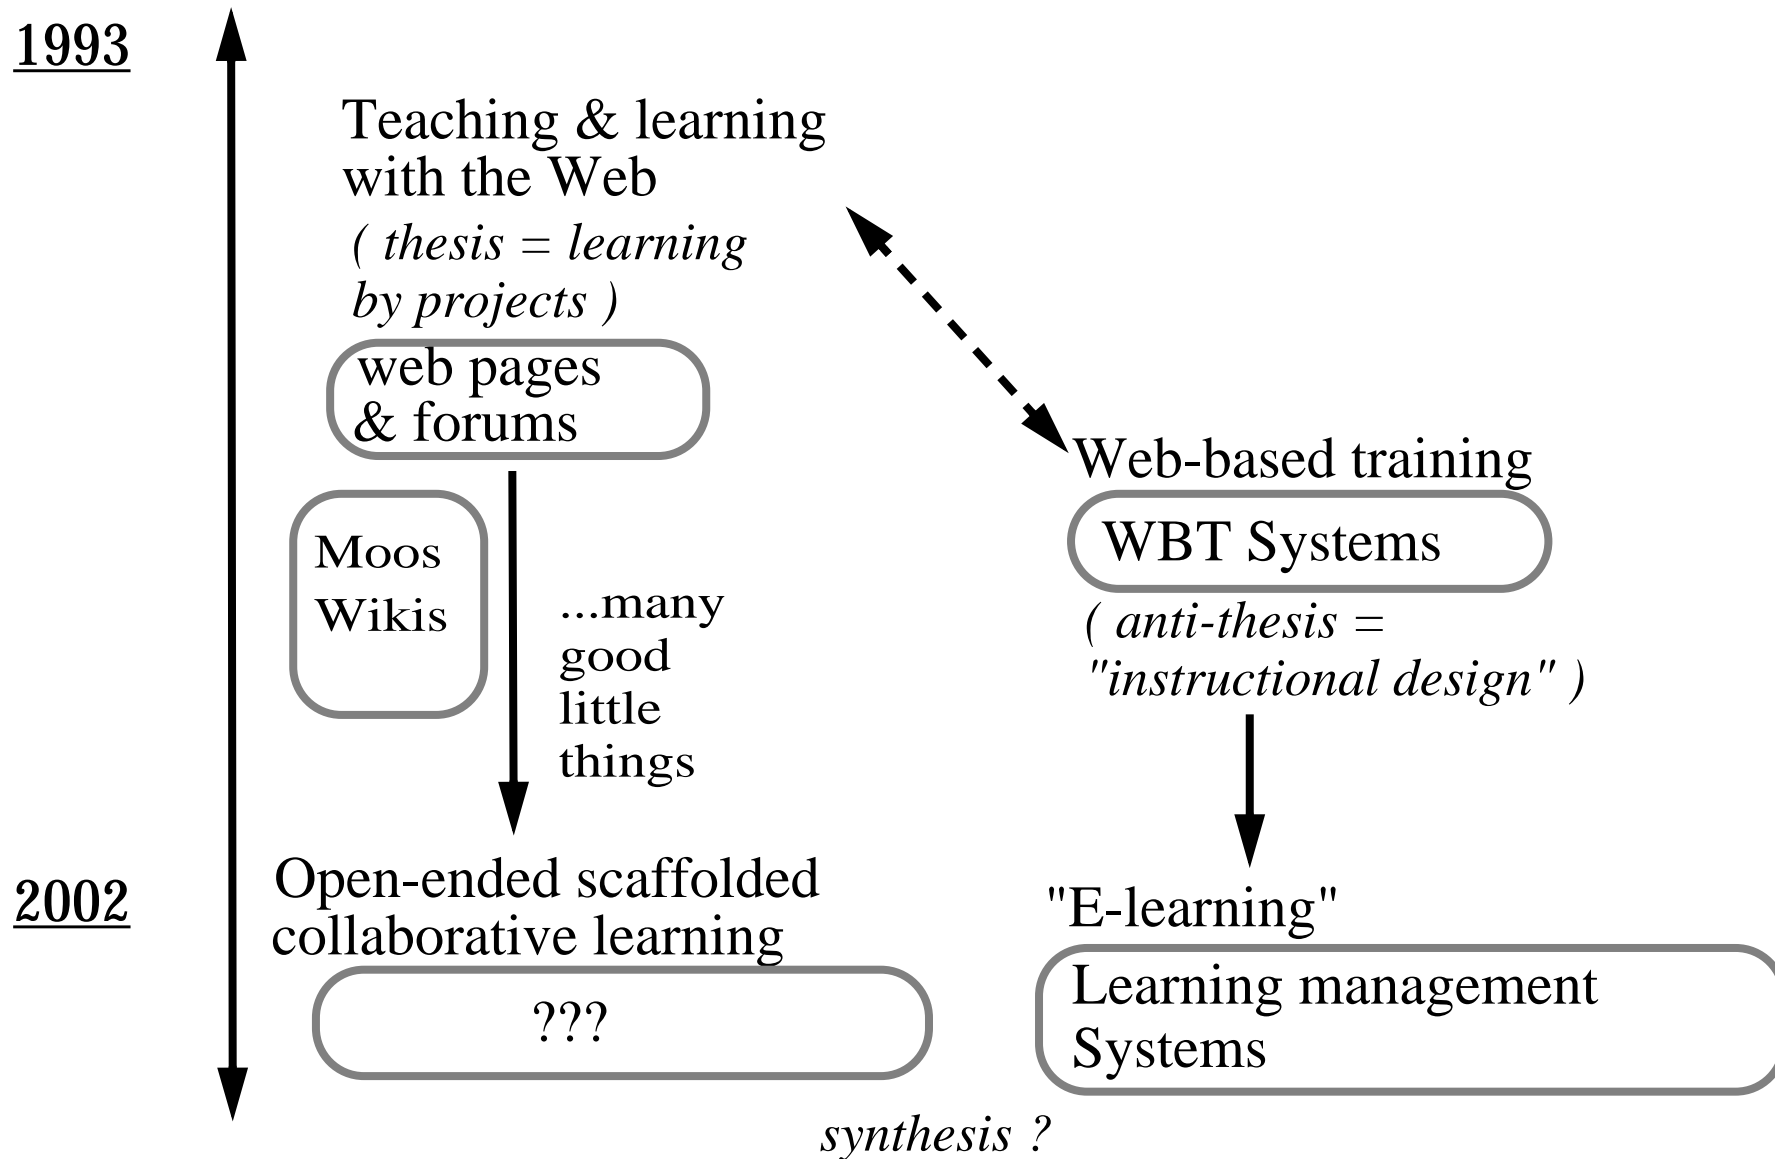 1993
Teaching & learning
with the Web
( thesis = learning
by projects )
web pages
& forums
Moos
Wikis
...many
good
little
things
Web-based training
WBT Systems
( anti-thesis =
"instructional design" )
2002
Open-ended scaffolded
collaborative learning
???
"E-learning"
Learning management
Systems
synthesis ?